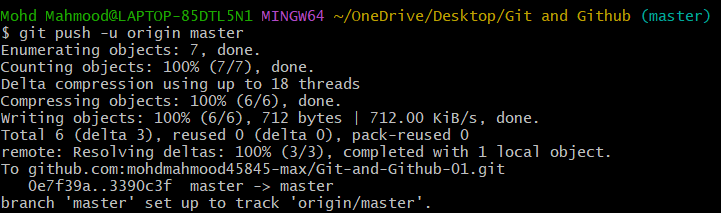 Mohd Mahmood@LAPTOP-85DTL5N1 MINGW64 ~/OneDrive/Desktop/Git and Github (master)
$ git push -u origin master
Enumerating objects: 7, done.
Counting objects: 100% (7/7), done.
Delta compression using up to 18 threads
Compressing objects: 100% (6/6), done.
Writing objects: 100% (6/6), 712 bytes | 712.00 KiB/s, done.
Total 6 (delta 3), reused 0 (delta 0), pack-reused 0
remote: Resolving deltas: 100% (3/3), completed with 1 local object.
To github.com:mohdmahmood45845-max/Git-and-Github-01.git
   0e7f39a..3390c3f  master -> master
branch 'master' set up to track 'origin/master'.